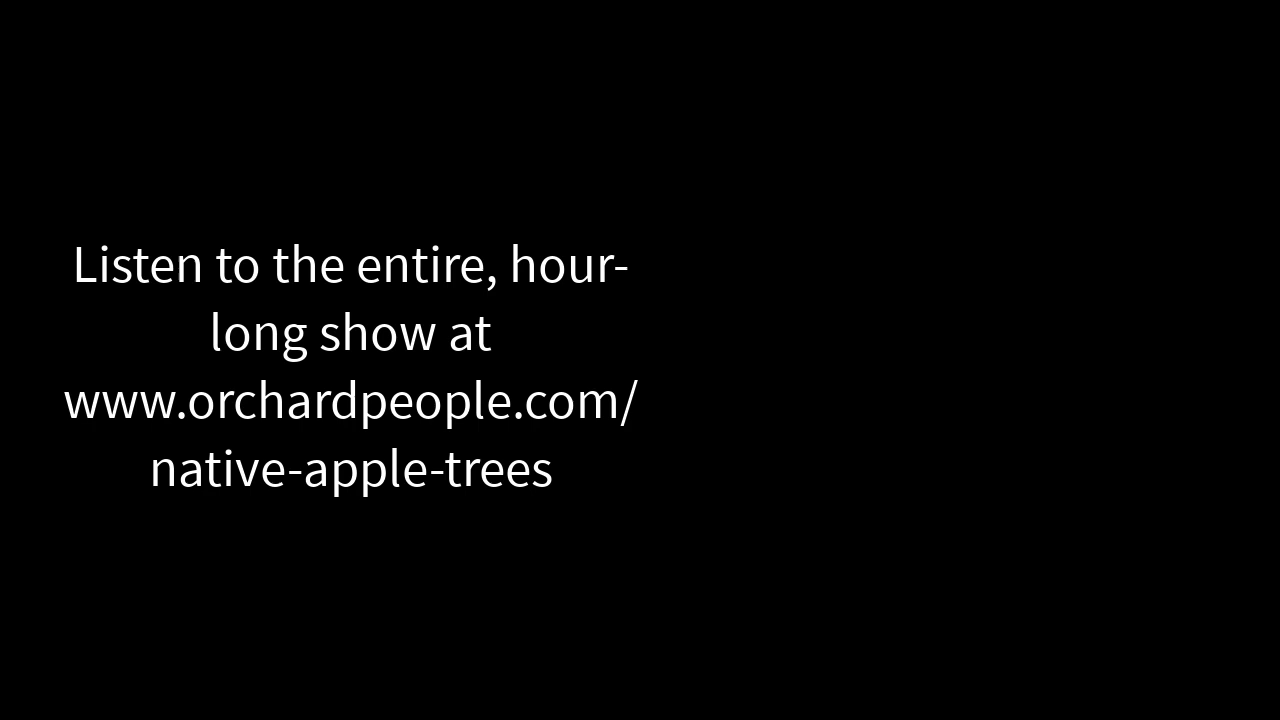 Listen to the entire, hour-
long show at
www.orchardpeople.com/
native-apple-trees